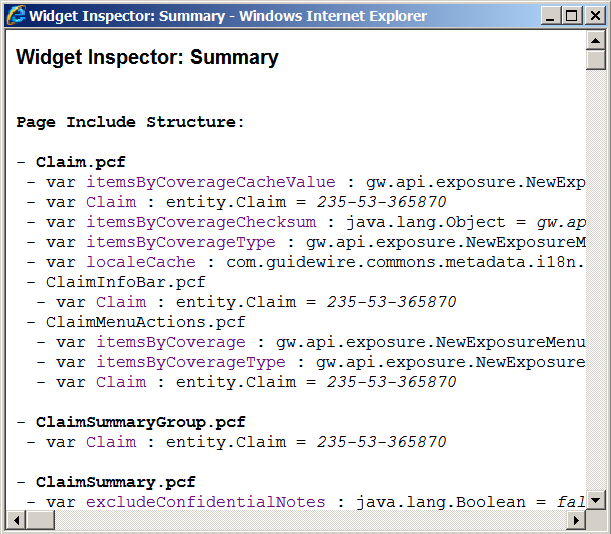 Widget Inspector: Summary - Windows Internet Explorer
Widget Inspector: Summary
Page Include Structure:
- Claim.pcf
- var itemsByCoverageCacheValue : gw.api.exposure.NewExp
- var Claim : entity.Claim = 235-53-365870
- var itemsByCoverageChecksum : java.lang.Object = gw.ap
- var itemsByCoverageType : gw.api.exposure.NewExposureM
- var localeCache : com.guidewire.commons.metadata.i18n.
- ClaimInfoBar.pcf
- var Claim : entity.Claim = 235-53-365870
- ClaimMenuActions.pcf
- var itemsByCoverage : gw.api.exposure.NewExposureMenu
- var itemsByCoverageType : gw.api.exposure.NewExposure
- var Claim : entity.Claim = 235-53-365870
- ClaimSummaryGroup.pcf
- var Claim : entity.Claim = 235-53-365870
- ClaimSummary.pcf
- var excludeConfidentialNotes : java.lang.Boolean = fal